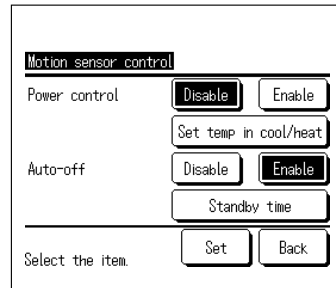 Motion sensor control
Power control Disable Enable
Set temp in cool/heat
Auto-off Disable Enable
Standby time
Select the item. Set Back